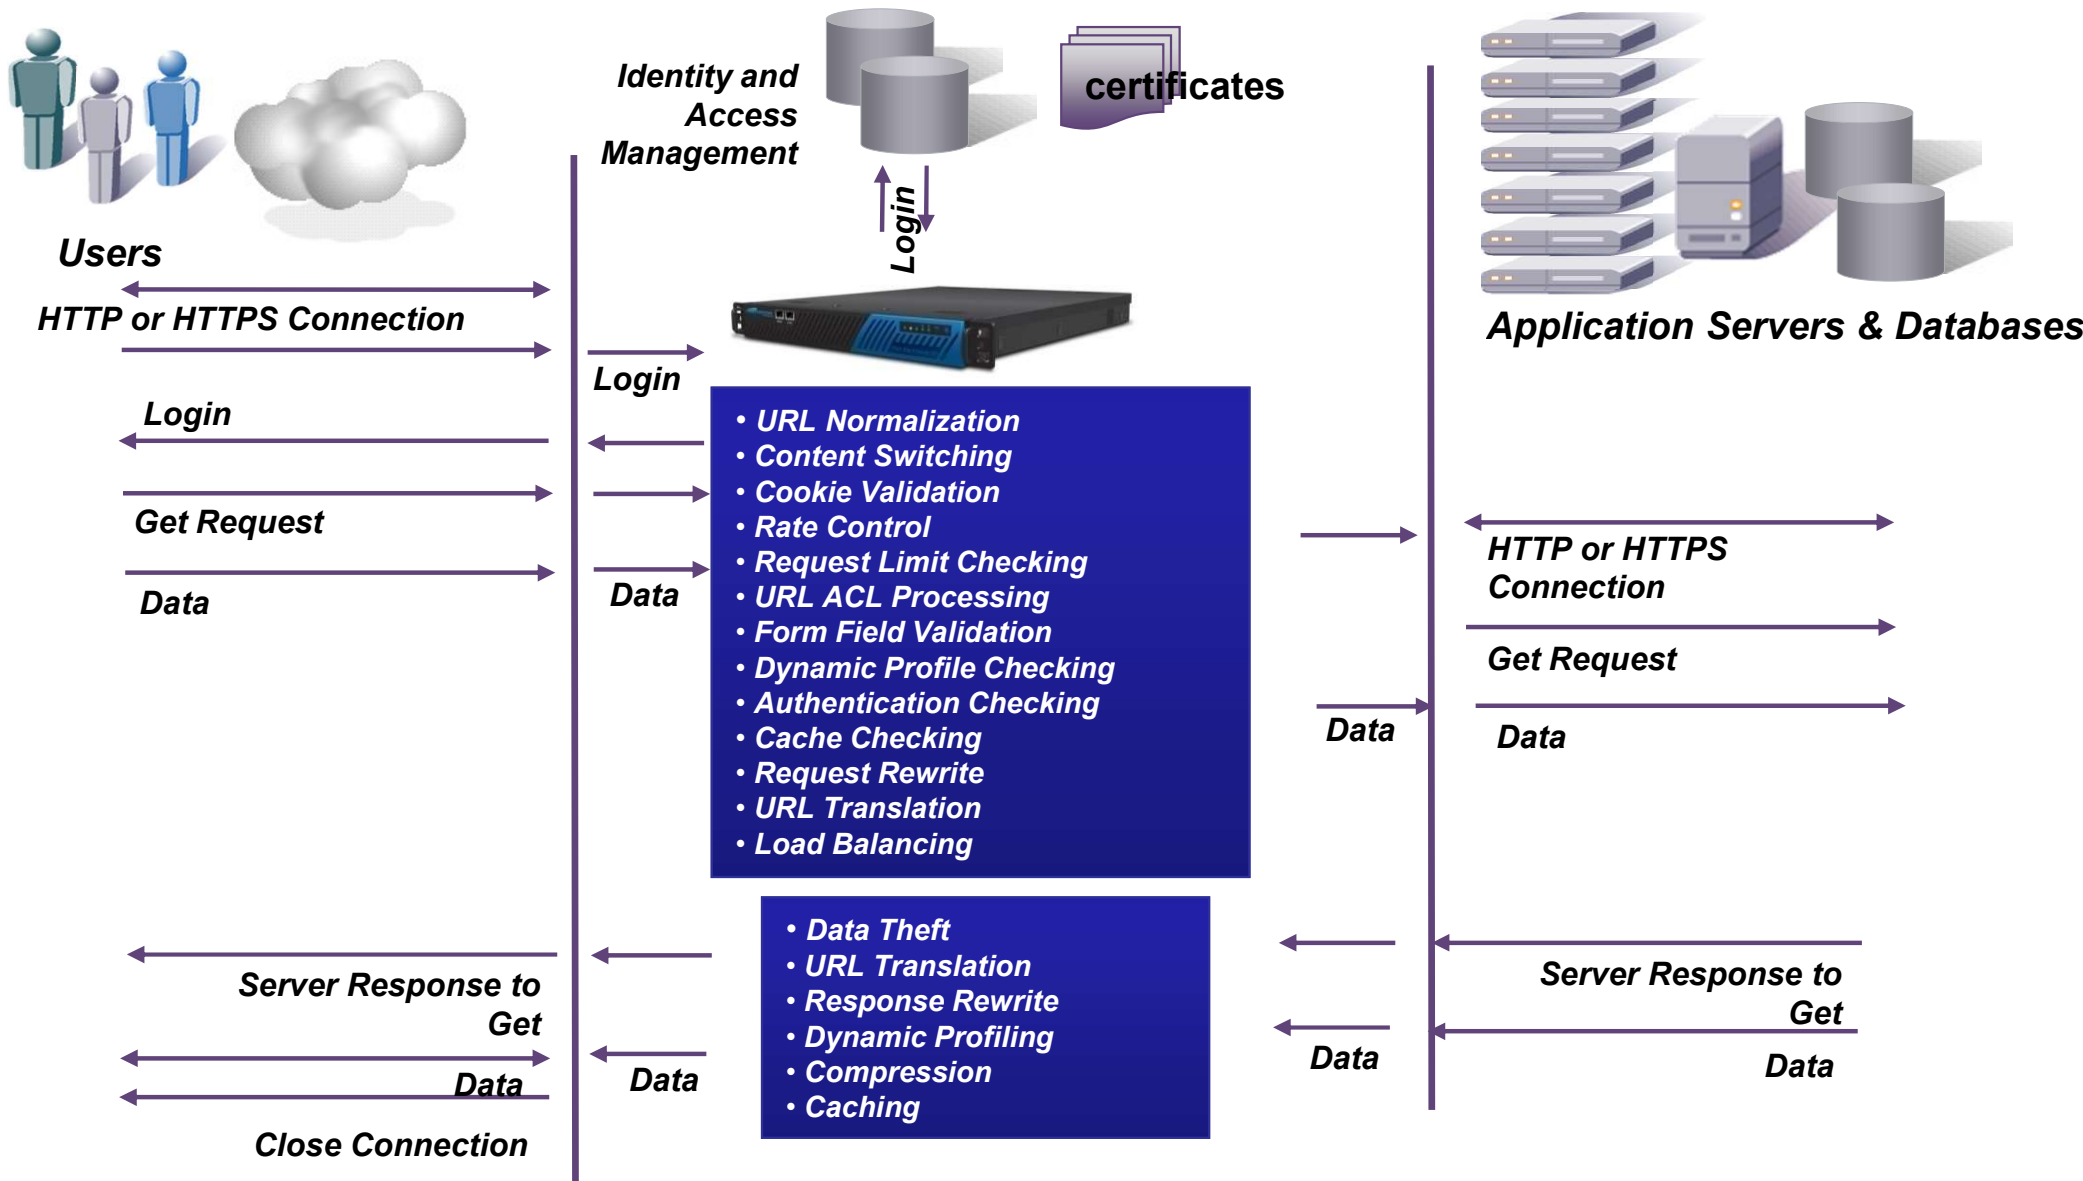 Identity and
Access
Management
certificates
Login
Users
HTTP or HTTPS Connection
Application Servers & Databases
Login
Login
Get Request
Data
Data
• URL Normalization
• Content Switching
• Cookie Validation
• Rate Control
• Request Limit Checking
• URL ACL Processing
• Form Field Validation
• Dynamic Profile Checking
• Authentication Checking
• Cache Checking
• Request Rewrite
• URL Translation
• Load Balancing
HTTP or HTTPS
Connection
Get Request
Data
Data
• Data Theft
• URL Translation
• Response Rewrite
• Dynamic Profiling
• Compression
• Caching
Server Response to
Get
Data
Data
Close Connection
Server Response to
Get
Data
Data